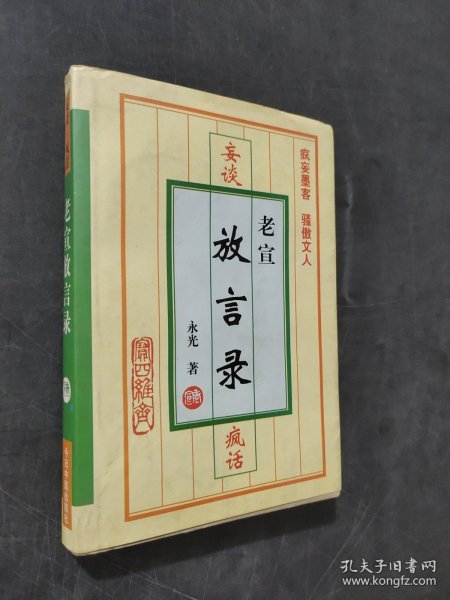 疯妄墨客 骚傲文人
妄谈
老宣
放言录
永光 著
疯话
老宣放言录
孔夫子旧书网
www.kongfz.com